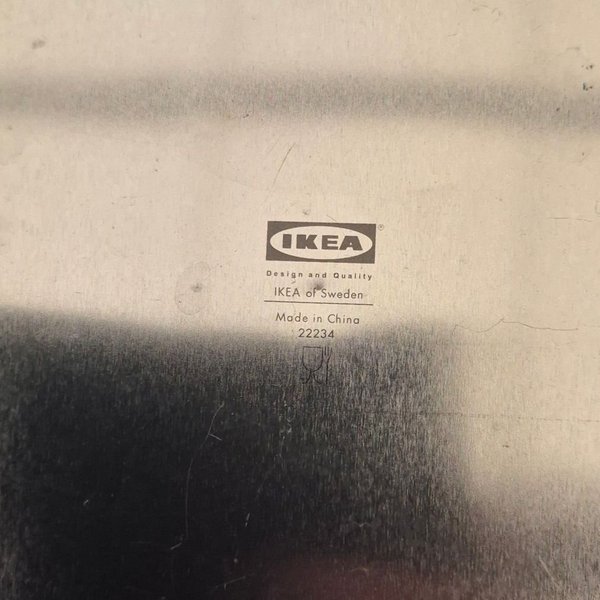 IKEA®
Design and Quality
IKEA of Sweden
Made in China
22234